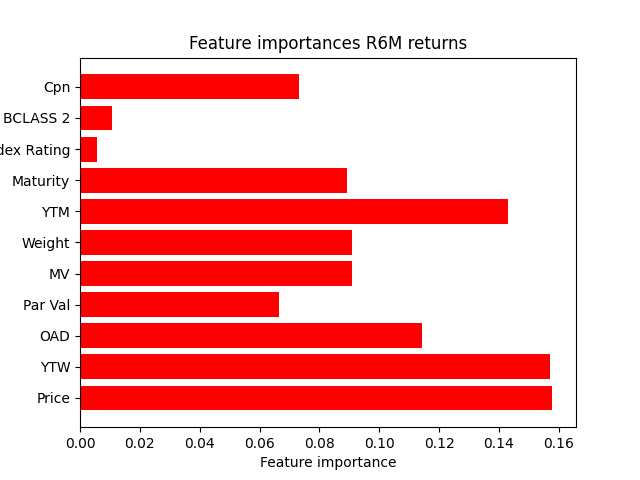 Feature importances R6M returns
Cpn
BCLASS 2
dex Rating
Maturity
YTM
Weight
MV
Par Val
OAD
YTW
Price
0.00 0.02 0.04 0.06 0.08 0.10 0.12 0.14 0.16
Feature importance